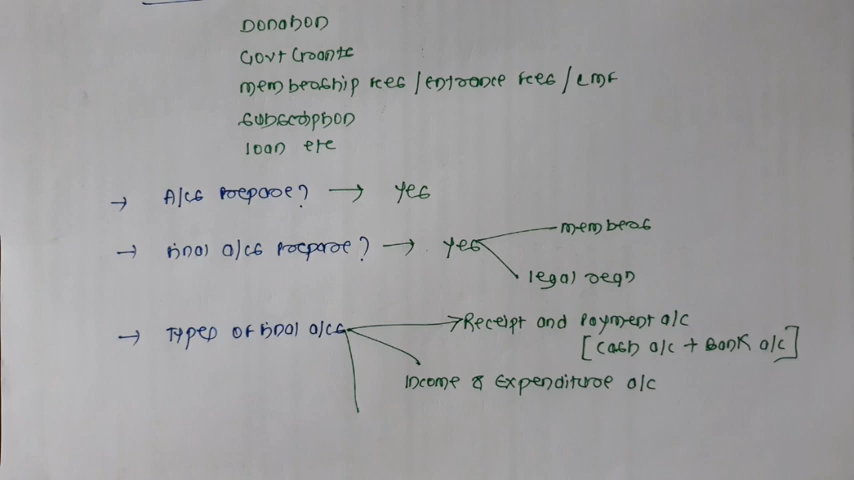 Donation
Govt Grants
membership fees / entrance fees / LMF
subscription
loan etc
→ A/cs prepare? → yes
→ final a/cs prepare? → yes members
legal reqn
→ Types of final a/cs → Receipt and Payment a/c
[cash a/c + Bank a/c]
Income & Expenditure a/c